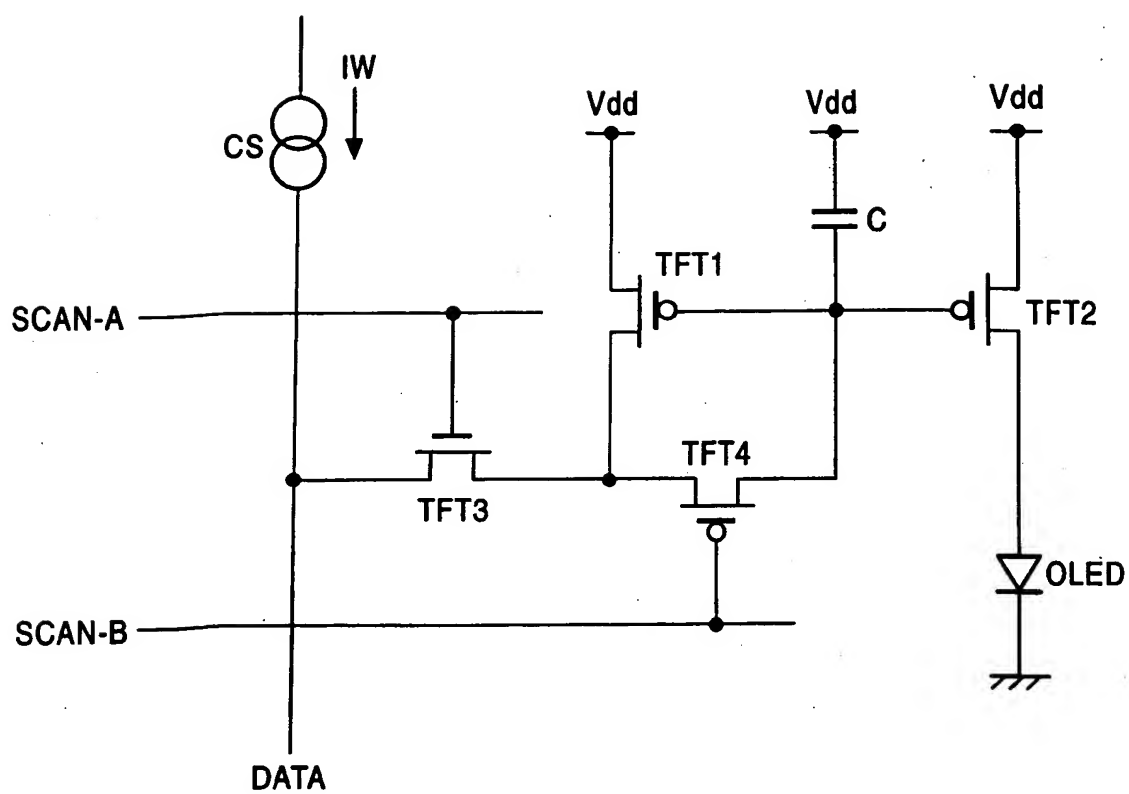 IW
CS
Vdd
Vdd
Vdd
C
TFT1
TFT2
SCAN-A
TFT3
TFT4
OLED
SCAN-B
DATA